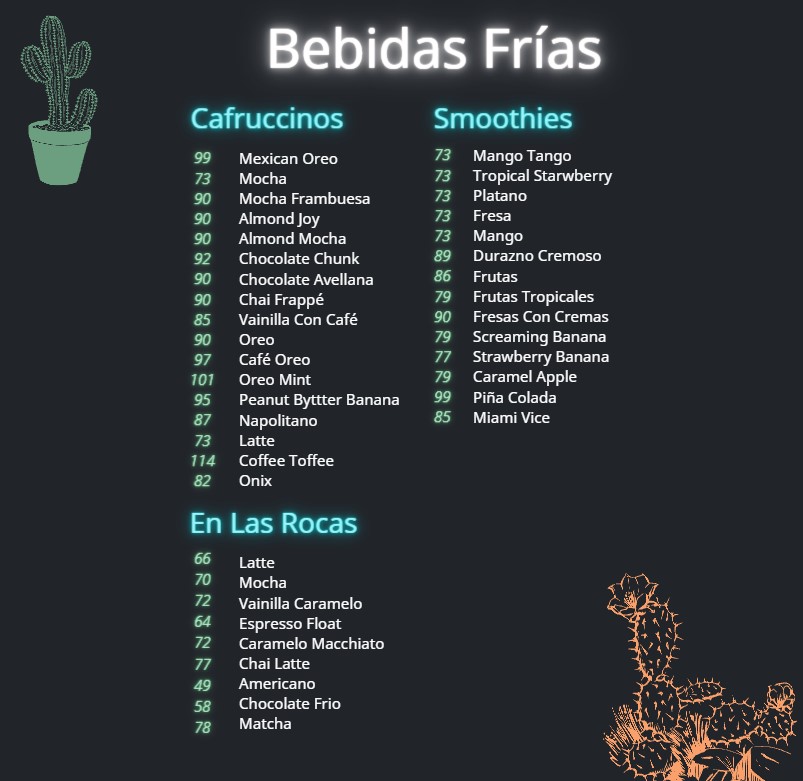 Bebidas Frías
Cafruccinos
99 Mexican Oreo
73 Mocha
90 Mocha Frambuesa
90 Almond Joy
90 Almond Mocha
92 Chocolate Chunk
90 Chocolate Avellana
90 Chai Frappé
85 Vainilla Con Café
90 Oreo
97 Café Oreo
101 Oreo Mint
95 Peanut Byttter Banana
87 Napolitano
73 Latte
114 Coffee Toffee
82 Onix
Smoothies
73 Mango Tango
73 Tropical Starwberry
73 Platano
73 Fresa
73 Mango
89 Durazno Cremoso
86 Frutas
79 Frutas Tropicales
90 Fresas Con Cremas
79 Screaming Banana
77 Strawberry Banana
79 Caramel Apple
99 Piña Colada
85 Miami Vice
En Las Rocas
66 Latte
70 Mocha
72 Vainilla Caramelo
64 Espresso Float
72 Caramelo Macchiato
77 Chai Latte
49 Americano
58 Chocolate Frio
78 Matcha